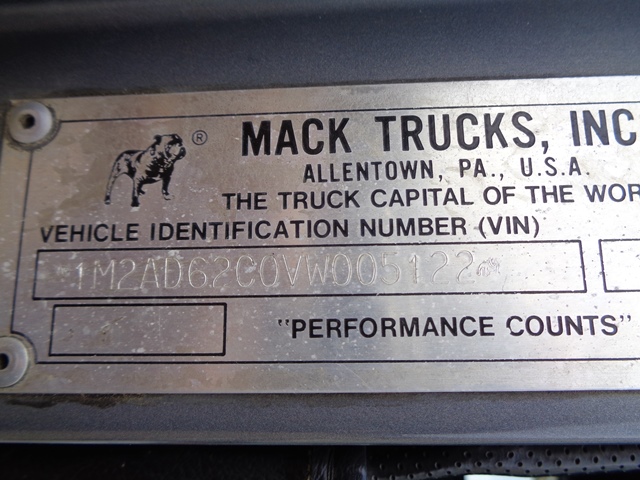 ®
MACK TRUCKS, INC
ALLENTOWN, PA., U.S.A.
THE TRUCK CAPITAL OF THE WOR
VEHICLE IDENTIFICATION NUMBER (VIN)
1M2AD62C0VW005122
"PERFORMANCE COUNTS"